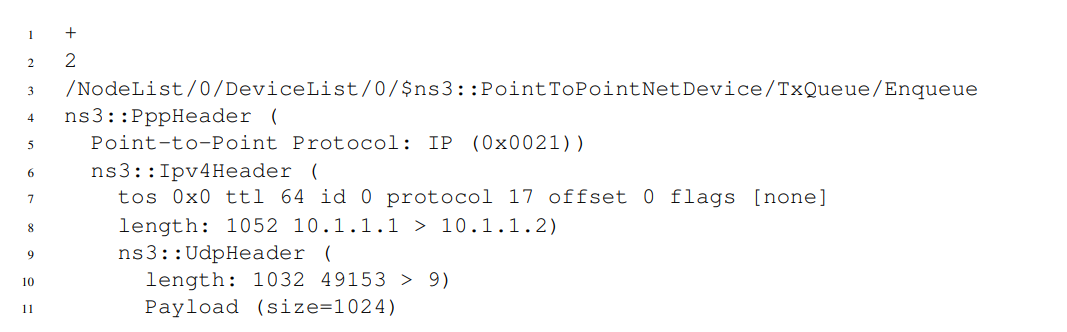 1 +
2 2
3 /NodeList/0/DeviceList/0/$ns3::PointToPointNetDevice/TxQueue/Enqueue
4 ns3::PppHeader (
5 Point-to-Point Protocol: IP (0x0021))
6 ns3::Ipv4Header (
7 tos 0x0 ttl 64 id 0 protocol 17 offset 0 flags [none]
8 length: 1052 10.1.1.1 > 10.1.1.2)
9 ns3::UdpHeader (
10 length: 1032 49153 > 9)
11 Payload (size=1024)